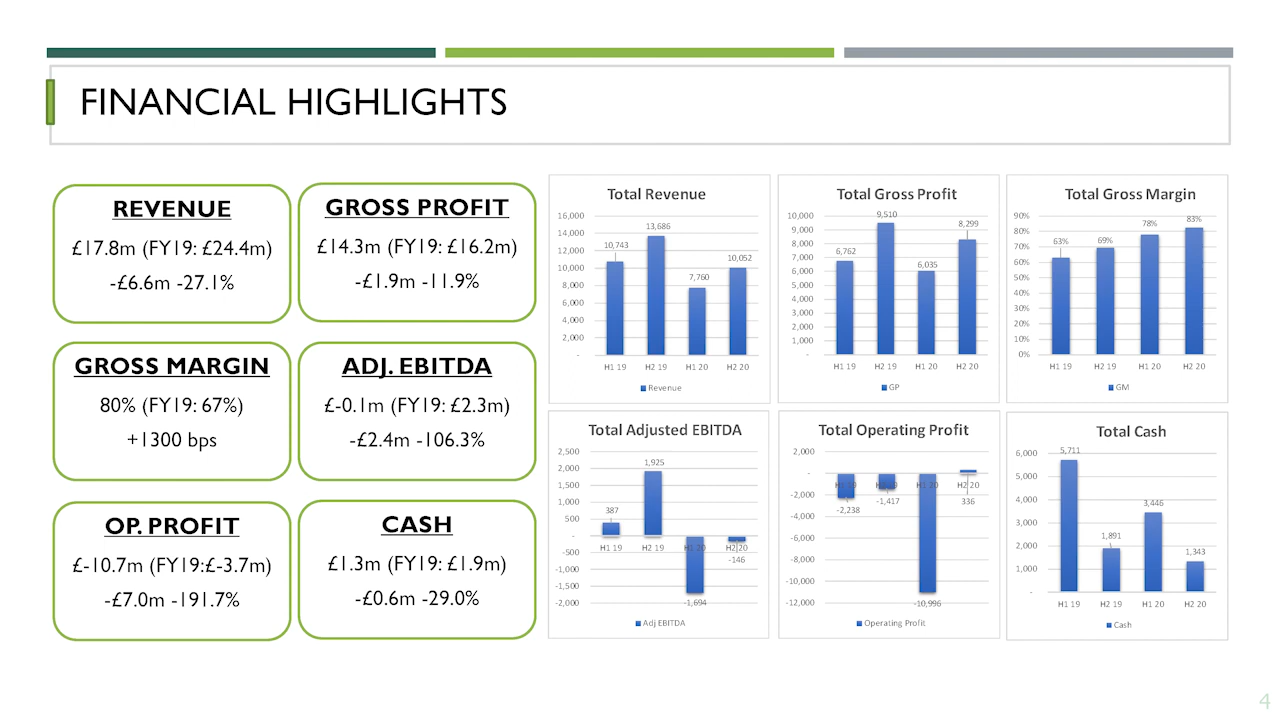 FINANCIAL HIGHLIGHTS
REVENUE
£17.8m (FY19: £24.4m)
-£6.6m -27.1%
GROSS PROFIT
£14.3m (FY19: £16.2m)
-£1.9m -11.9%
GROSS MARGIN
80% (FY19: 67%)
+1300 bps
ADJ. EBITDA
£-0.1m (FY19: £2.3m)
-£2.4m -106.3%
OP. PROFIT
£-10.7m (FY19:£-3.7m)
-£7.0m -191.7%
CASH
£1.3m (FY19: £1.9m)
-£0.6m -29.0%
Total Revenue
16,000
14,000
12,000
10,000
8,000
6,000
4,000
2,000
-
10,743
13,686
7,760
10,052
H1 19 H2 19 H1 20 H2 20
Revenue
Total Gross Profit
10,000
9,000
8,000
7,000
6,000
5,000
4,000
3,000
2,000
1,000
-
6,762
9,510
6,035
8,299
H1 19 H2 19 H1 20 H2 20
GP
Total Gross Margin
90%
80%
70%
60%
50%
40%
30%
20%
10%
0%
63%
69%
78%
83%
H1 19 H2 19 H1 20 H2 20
GM
Total Adjusted EBITDA
2,500
2,000
1,500
1,000
500
-
-500
-1,000
-1,500
-2,000
387
1,925
-1,694
-146
H1 19 H2 19 H1 20 H2 20
Adj EBITDA
Total Operating Profit
2,000
-
-2,000
-4,000
-6,000
-8,000
-10,000
-12,000
H1 19 H2 19 H1 20 H2 20
-2,238
-1,417
-10,996
336
Operating Profit
Total Cash
6,000
5,000
4,000
3,000
2,000
1,000
-
5,711
1,891
3,446
1,343
H1 19 H2 19 H1 20 H2 20
Cash
4